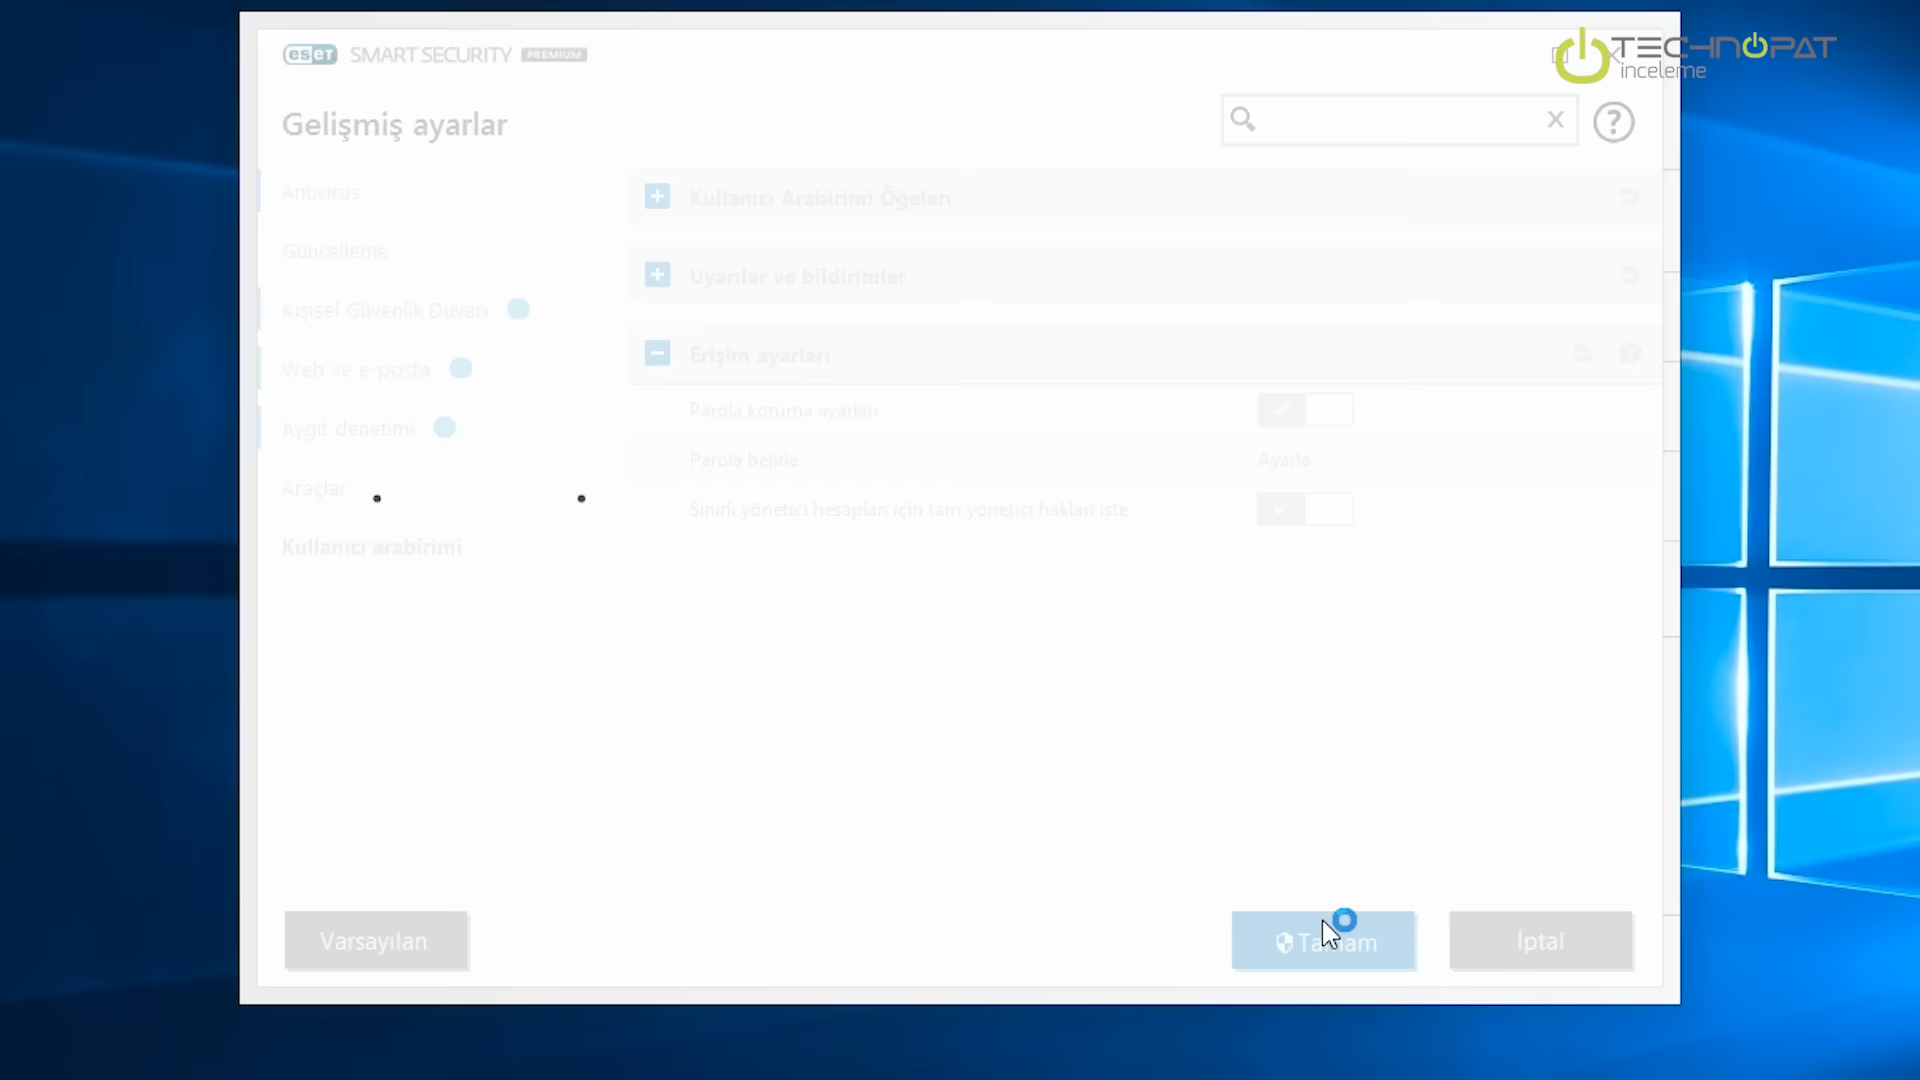 eseT SMART SECURITY PREMIUM
TECHNOPAT
inceleme
Gelişmiş ayarlar
X
?
Antivirus
Güncelleme
Kişisel Güvenlik Duvarı
Web ve e-posta
Aygıt denetimi
Araçlar
Kullanıcı arabirimi
Kullanıcı Arabirimi Öğeleri
Uyarılar ve bildirimler
Erişim ayarları
Parola koruma ayarları
Parola belirle
Ayarla
Sınırlı yönetici hesapları için tam yönetici hakları iste
Varsayılan
Tamam
İptal